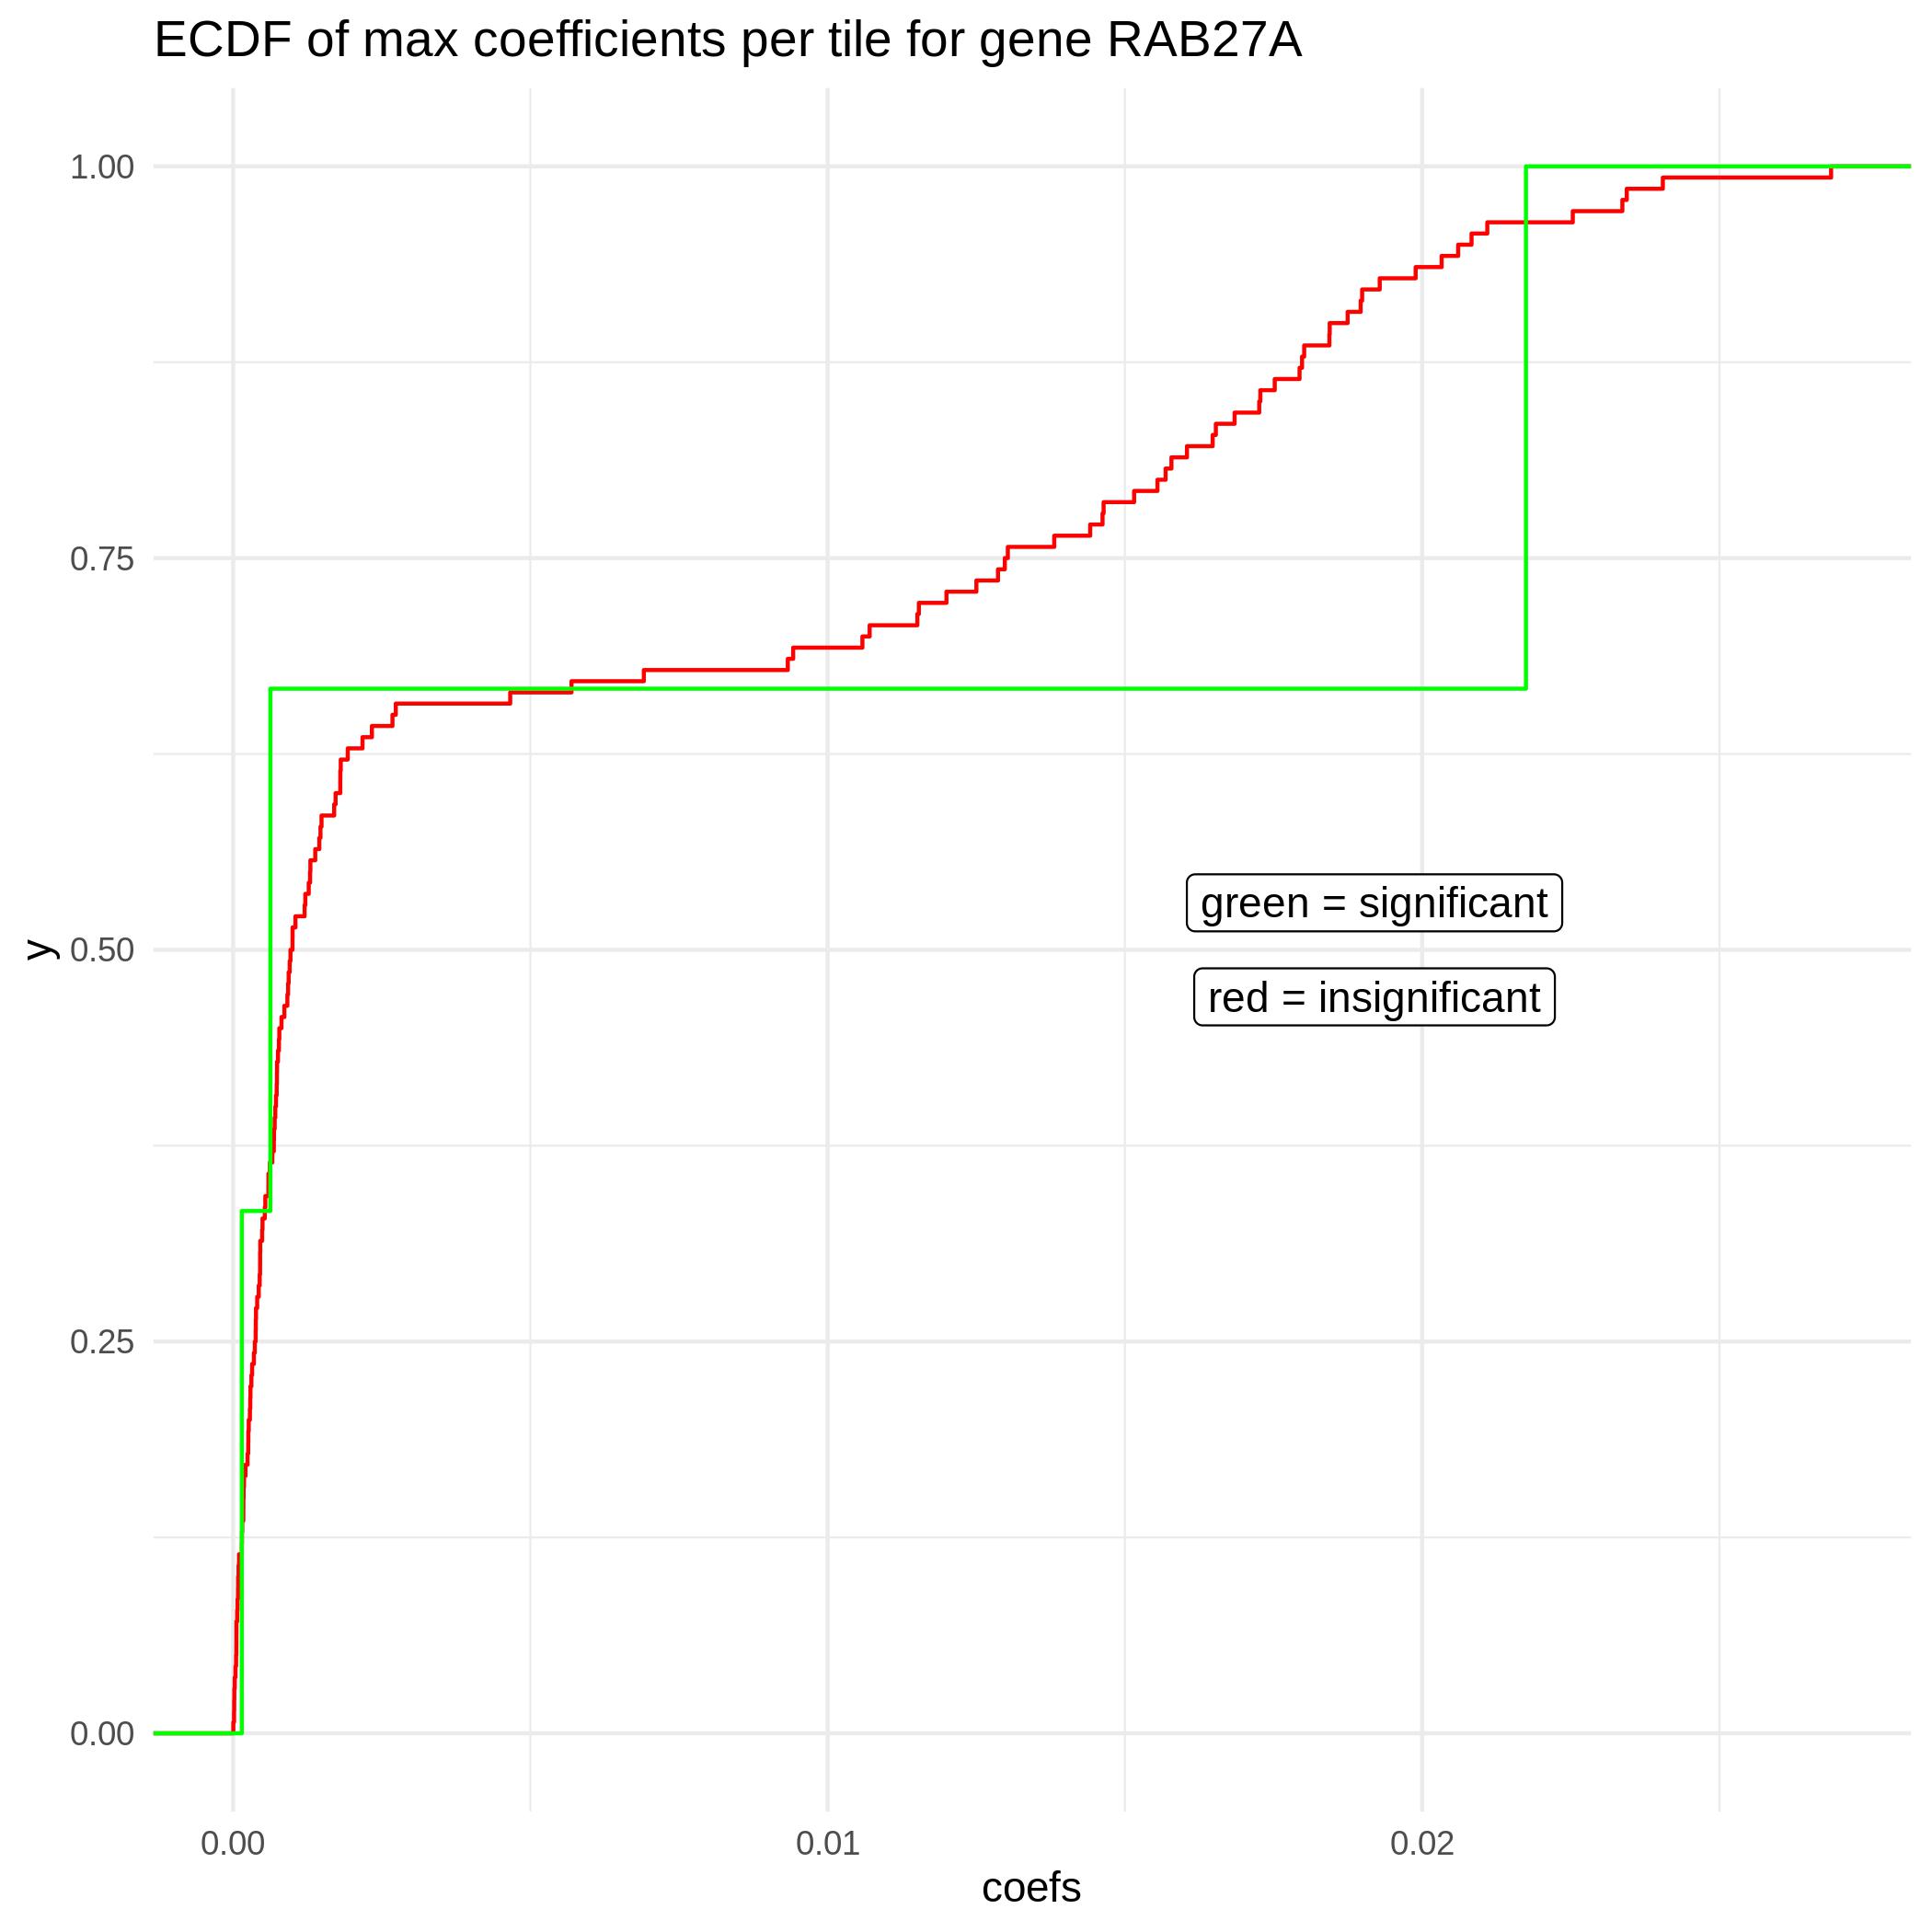 ECDF of max coefficients per tile for gene RAB27A
1.00
0.75
0.50
0.25
0.00
y
green = significant
red = insignificant
0.00 0.01 0.02
coefs